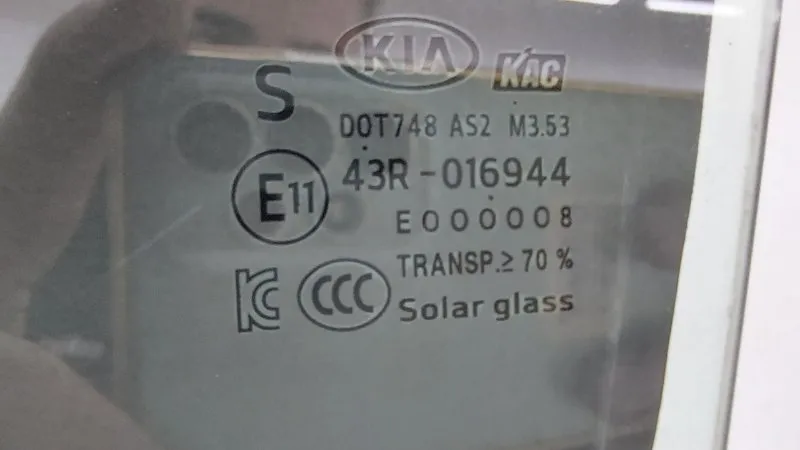 KIA
KAC
S
DOT748 AS2 M3.53
E11
43R-016944
E000008
TRANSP.≥ 70 %
KC
CCC
Solar glass